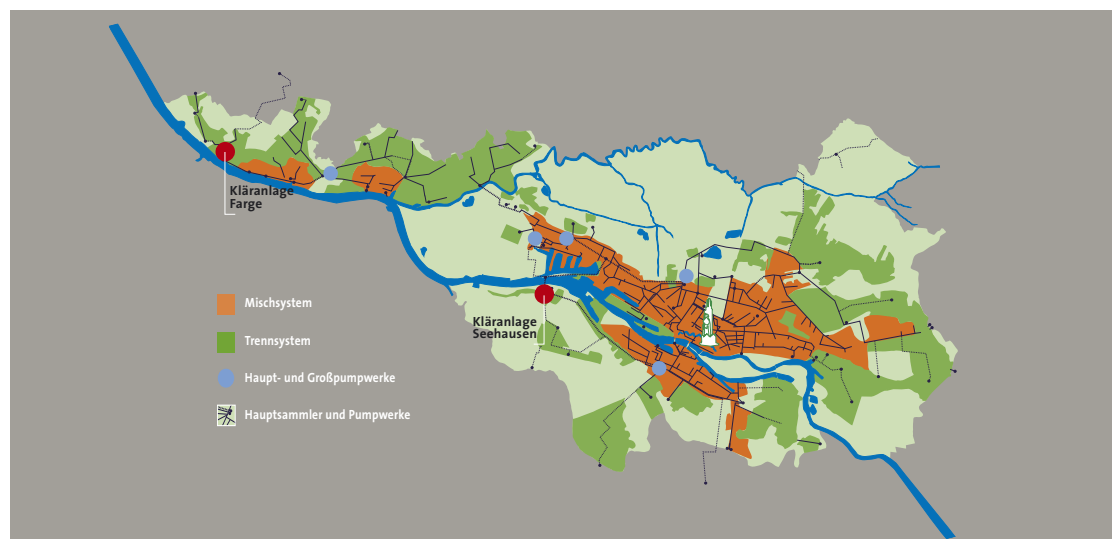 Kläranlage
Farge
Mischsystem
Trennsystem
Haupt- und Großpumpwerke
Hauptsammler und Pumpwerke
Kläranlage
Seehausen